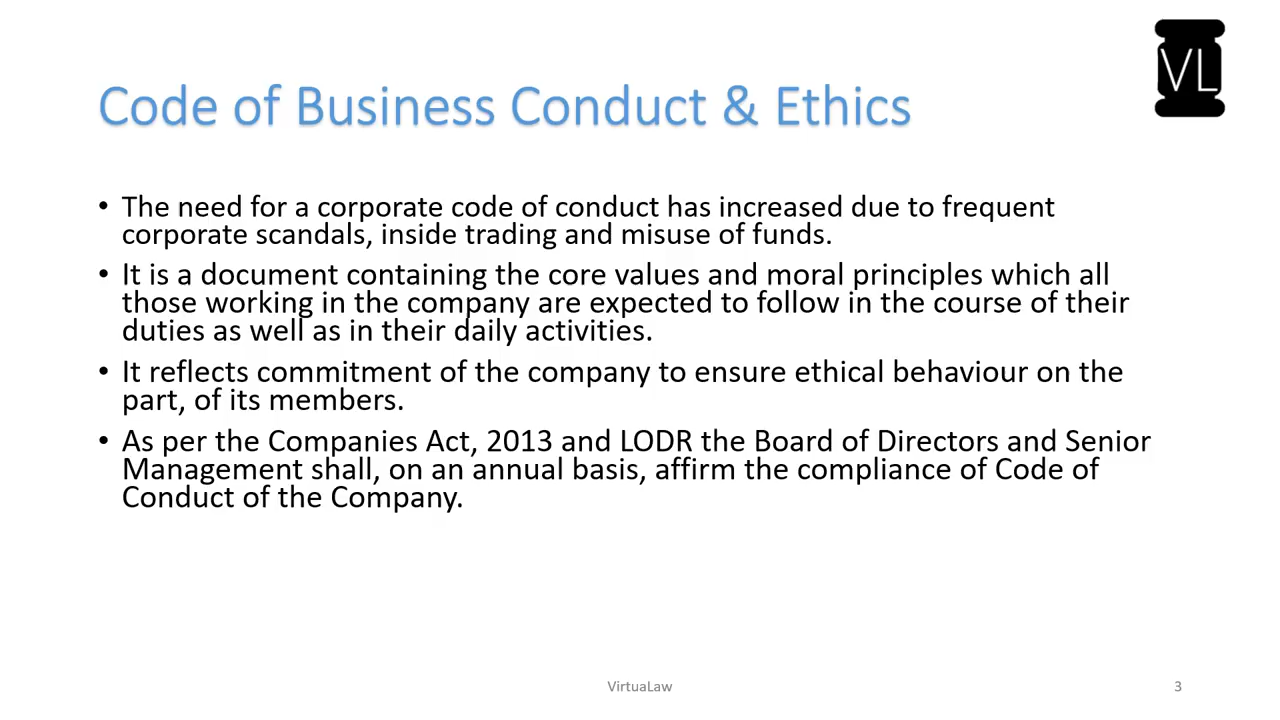 VL
Code of Business Conduct & Ethics
• The need for a corporate code of conduct has increased due to frequent
corporate scandals, inside trading and misuse of funds.
• It is a document containing the core values and moral principles which all
those working in the company are expected to follow in the course of their
duties as well as in their daily activities.
• It reflects commitment of the company to ensure ethical behaviour on the
part, of its members.
• As per the Companies Act, 2013 and LODR the Board of Directors and Senior
Management shall, on an annual basis, affirm the compliance of Code of
Conduct of the Company.
VirtuaLaw
3